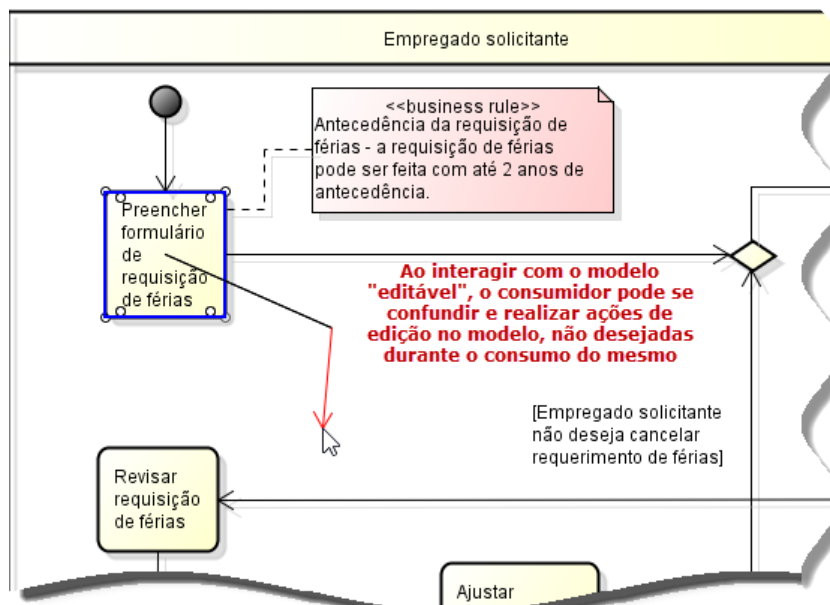 Empregado solicitante
<<business rule>>
Antecedência da requisição de
férias - a requisição de férias
pode ser feita com até 2 anos de
antecedência.
Preencher
formulário
de
requisição
de férias
Ao interagir com o modelo
"editável", o consumidor pode se
confundir e realizar ações de
edição no modelo, não desejadas
durante o consumo do mesmo
[Empregado solicitante
não deseja cancelar
requerimento de férias]
Revisar
requisição
de férias
Ajustar